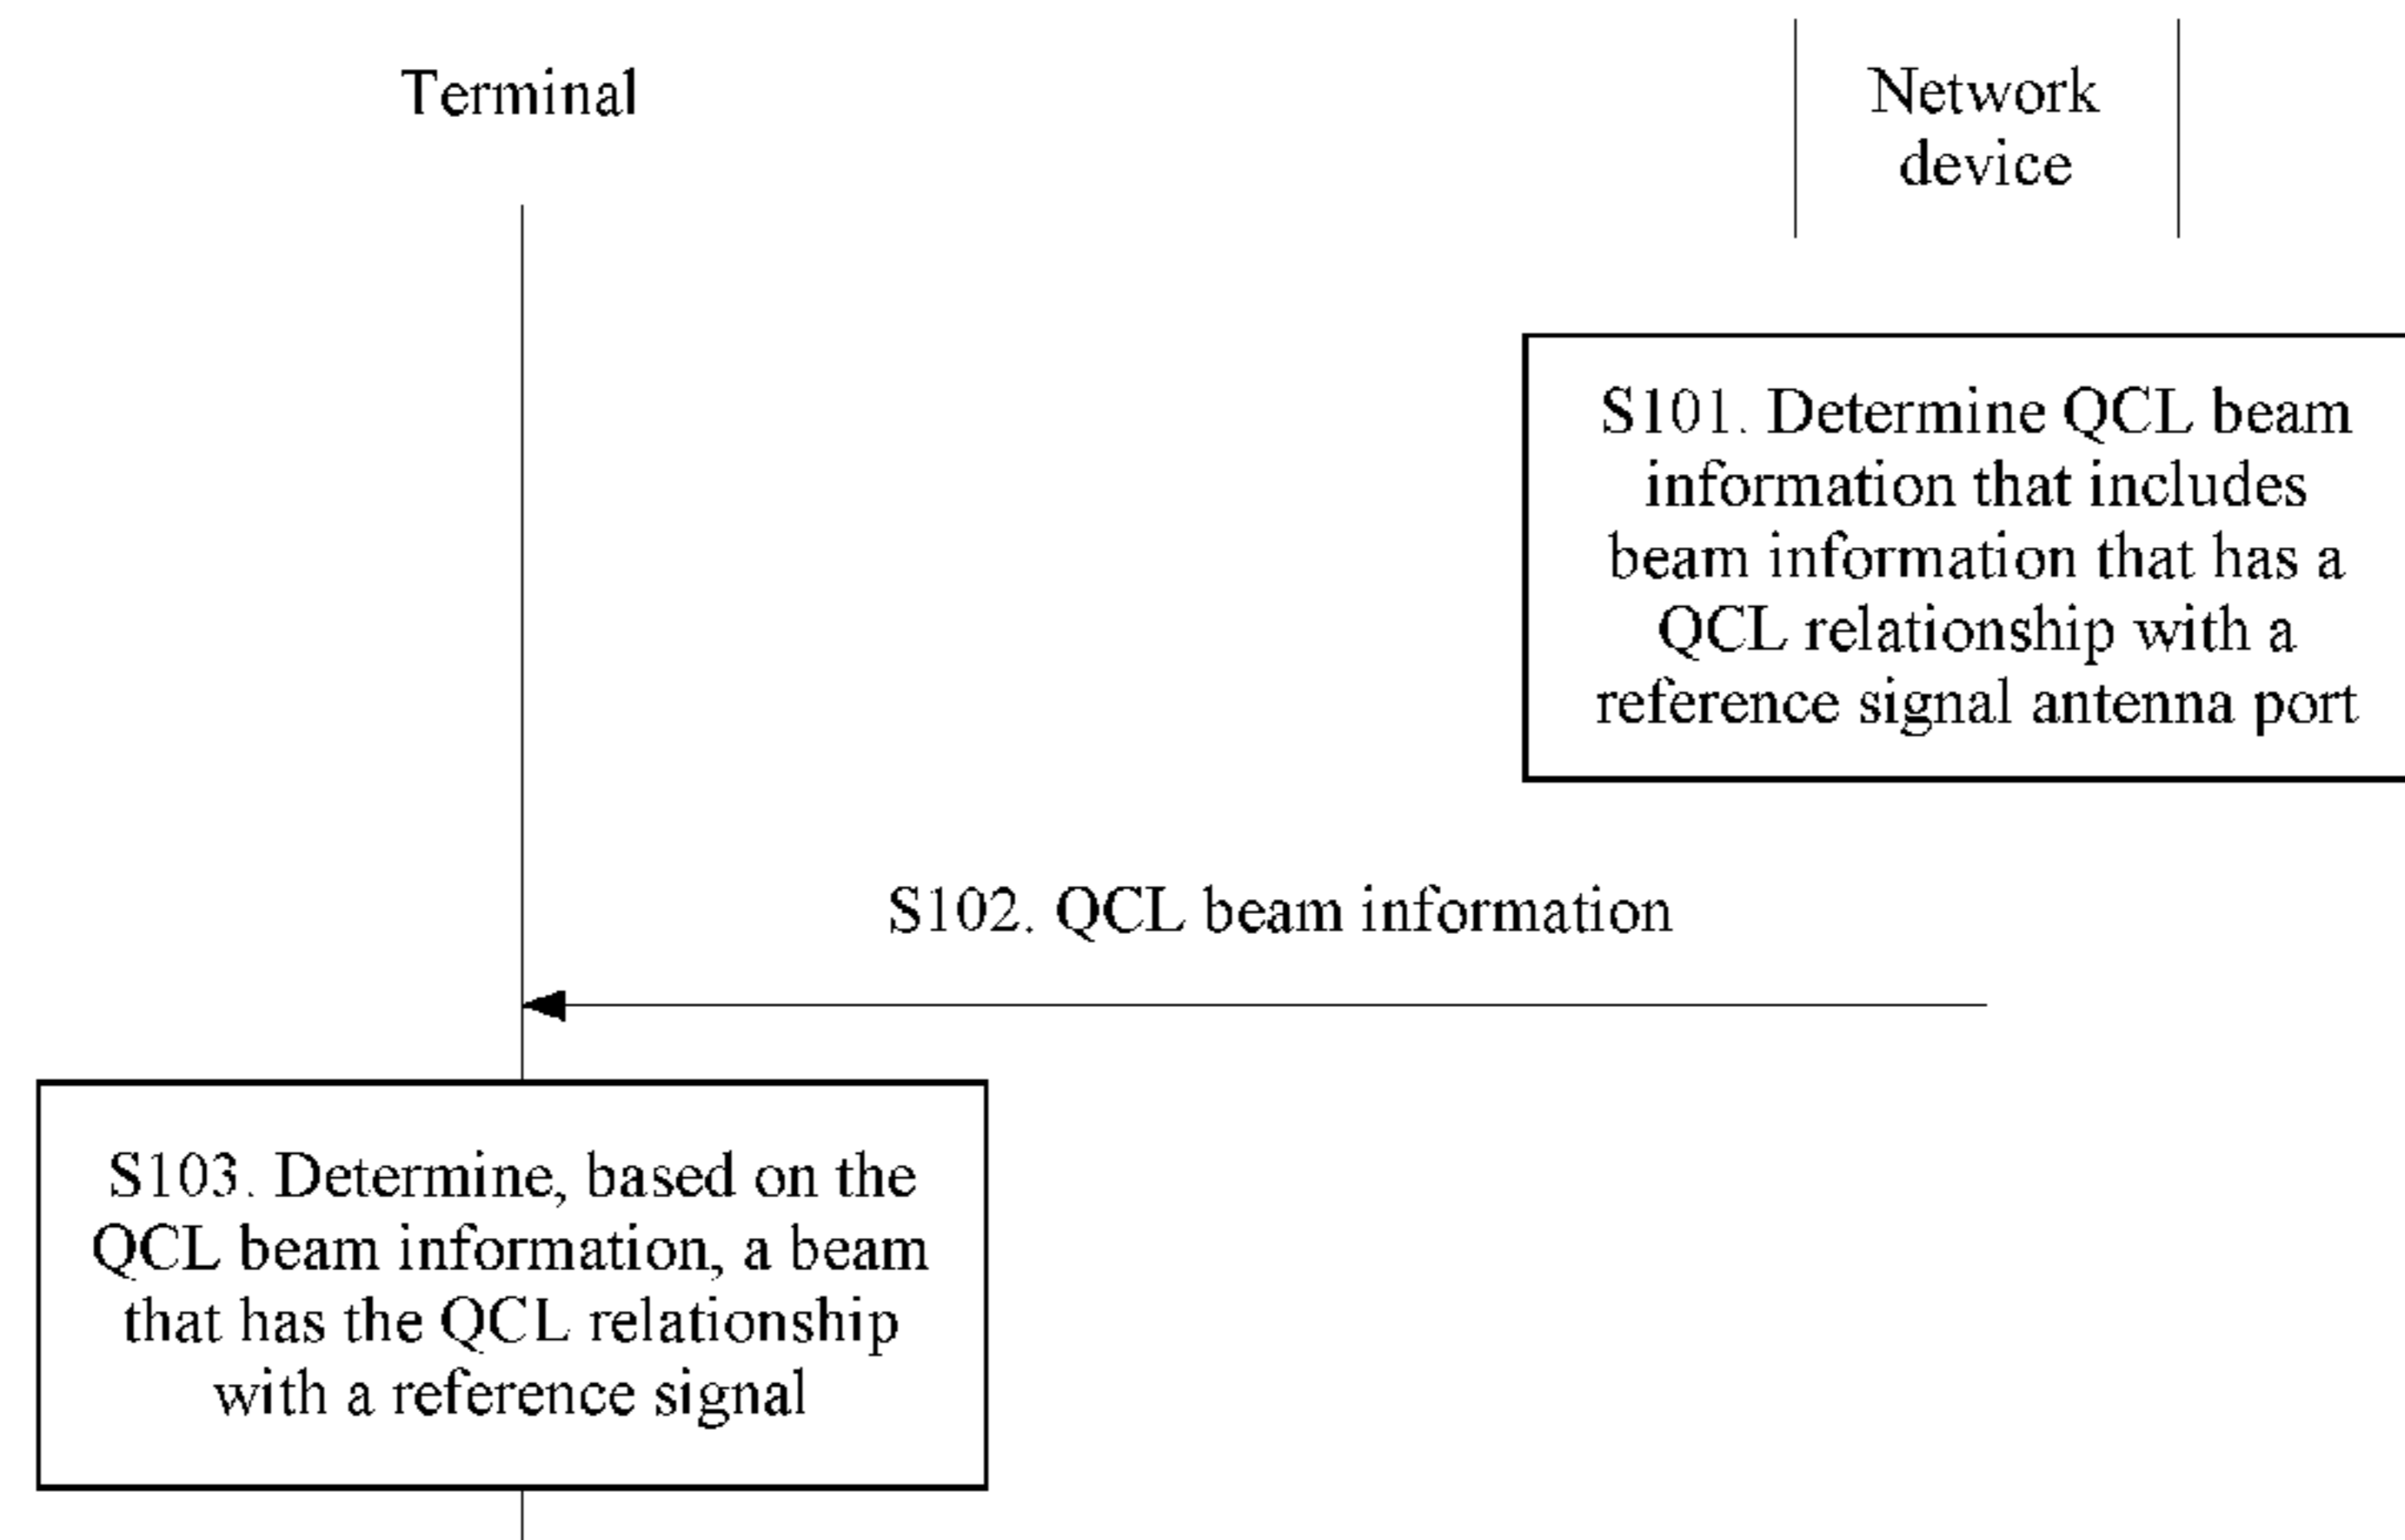 Terminal
Network
device
S101. Determine QCL beam
information that includes
beam information that has a
QCL relationship with a
reference signal antenna port
S102. QCL beam information
S103. Determine, based on the
QCL beam information, a beam
that has the QCL relationship
with a reference signal